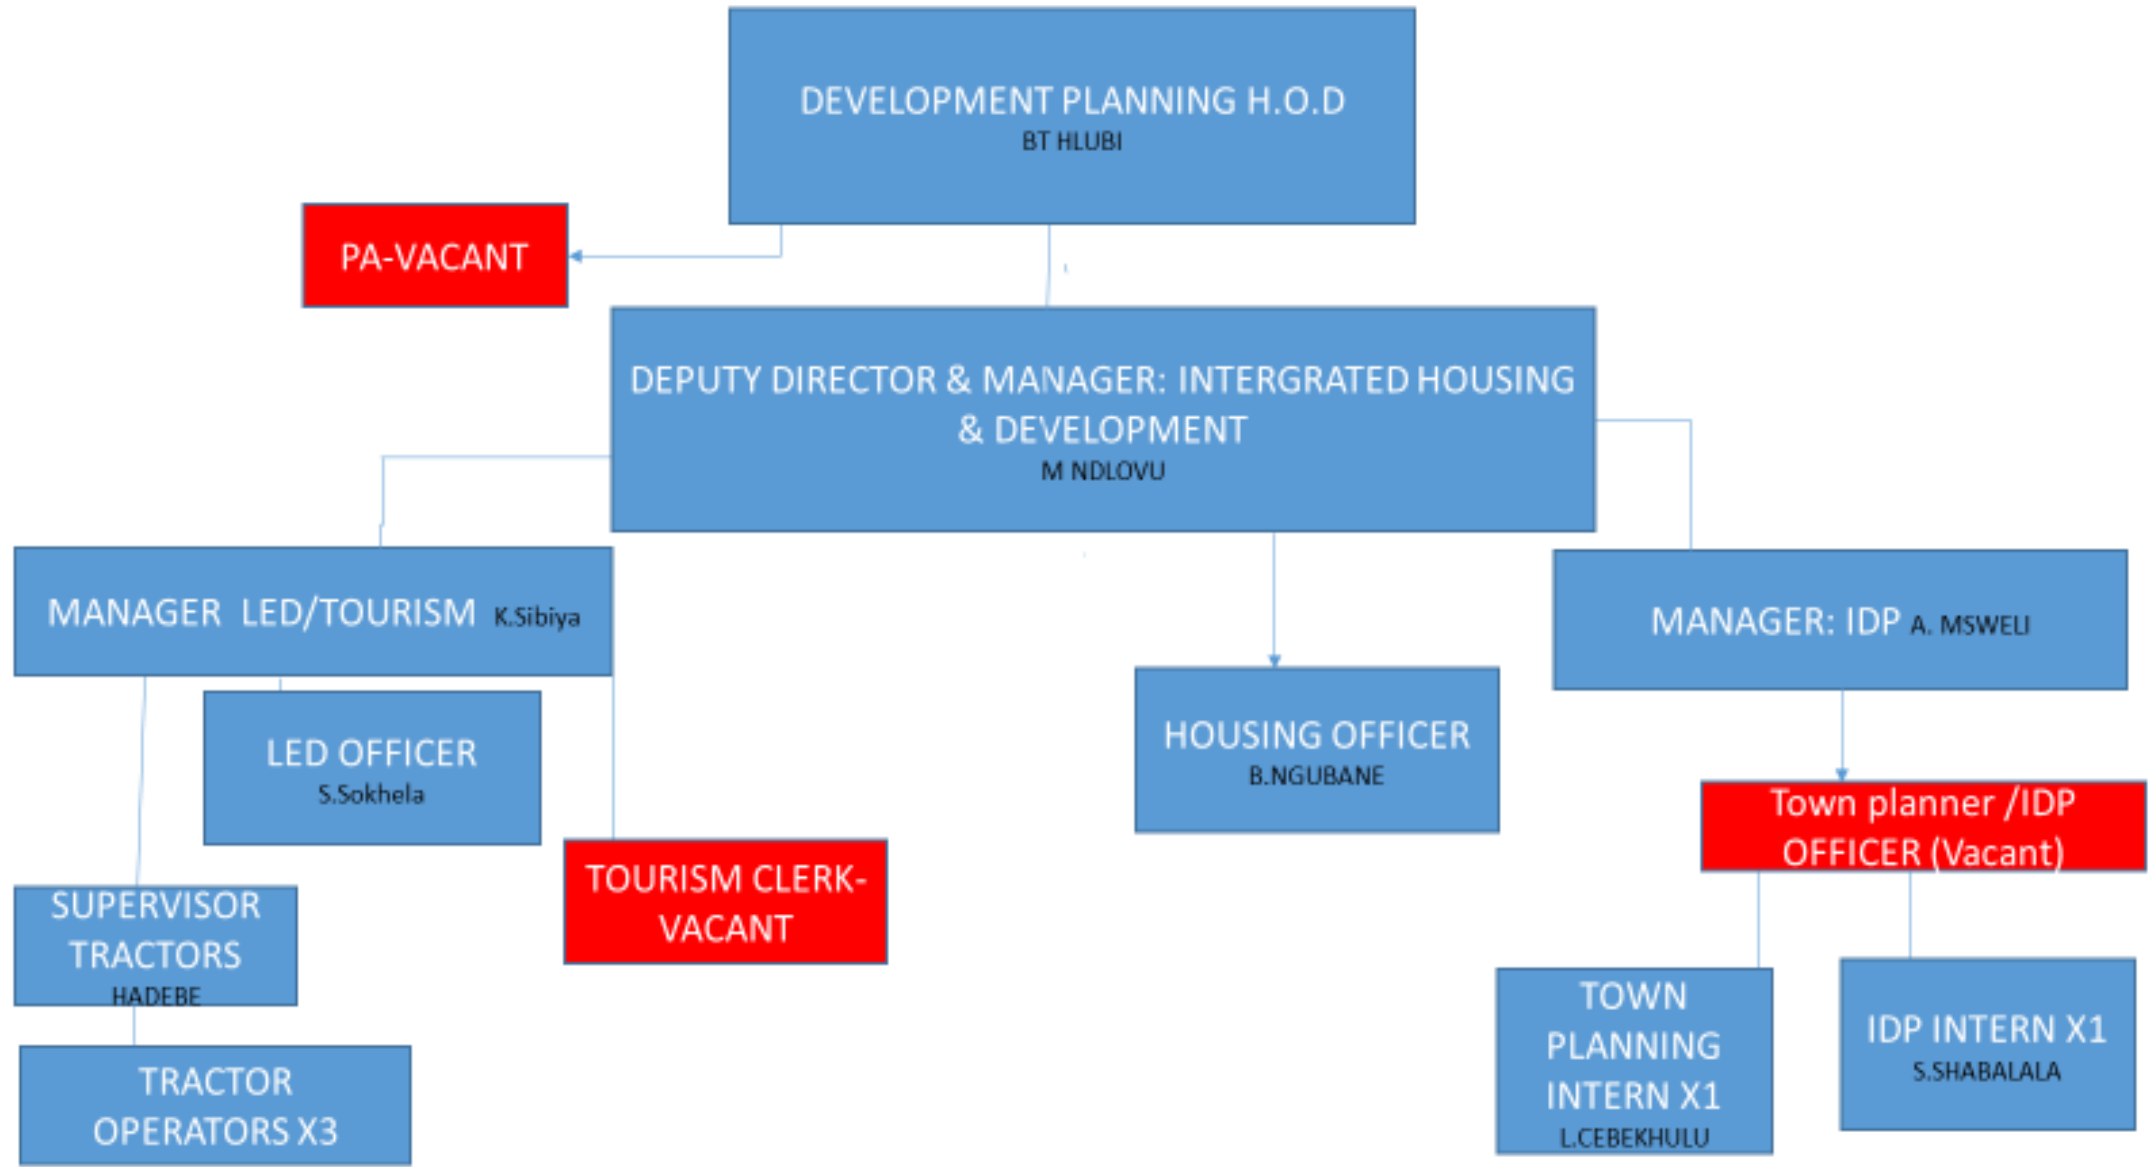 DEVELOPMENT PLANNING H.O.D
BT HLUBI
PA-VACANT
DEPUTY DIRECTOR & MANAGER: INTERGRATED HOUSING
& DEVELOPMENT
M NDLOVU
MANAGER LED/TOURISM K.Sibiya
MANAGER: IDP A. MSWELI
LED OFFICER
S.Sokhela
HOUSING OFFICER
B.NGUBANE
Town planner /IDP
OFFICER (Vacant)
TOURISM CLERK-
VACANT
SUPERVISOR
TRACTORS
HADEBE
TOWN
PLANNING
INTERN X1
L.CEBEKHULU
IDP INTERN X1
S.SHABALALA
TRACTOR
OPERATORS X3